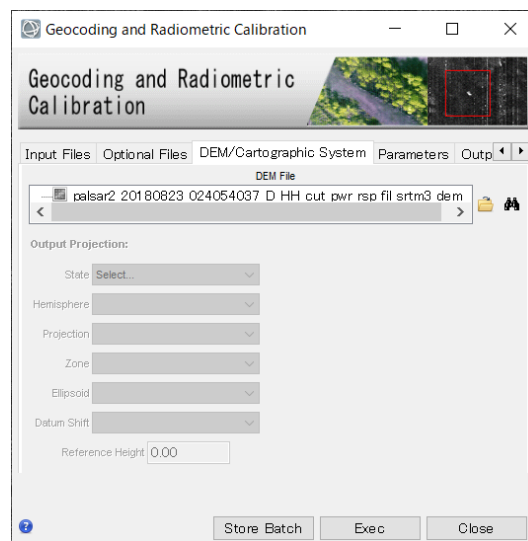 Geocoding and Radiometric Calibration
Geocoding and Radiometric
Calibration
Input Files Optional Files DEM/Cartographic System Parameters Outp
DEM File
palsar2 20180823 024054037 D HH cut pwr rsp fil srtm3 dem
Output Projection:
State Select...
Hemisphere
Projection
Zone
Ellipsoid
Datum Shift
Reference Height 0.00
Store Batch Exec Close